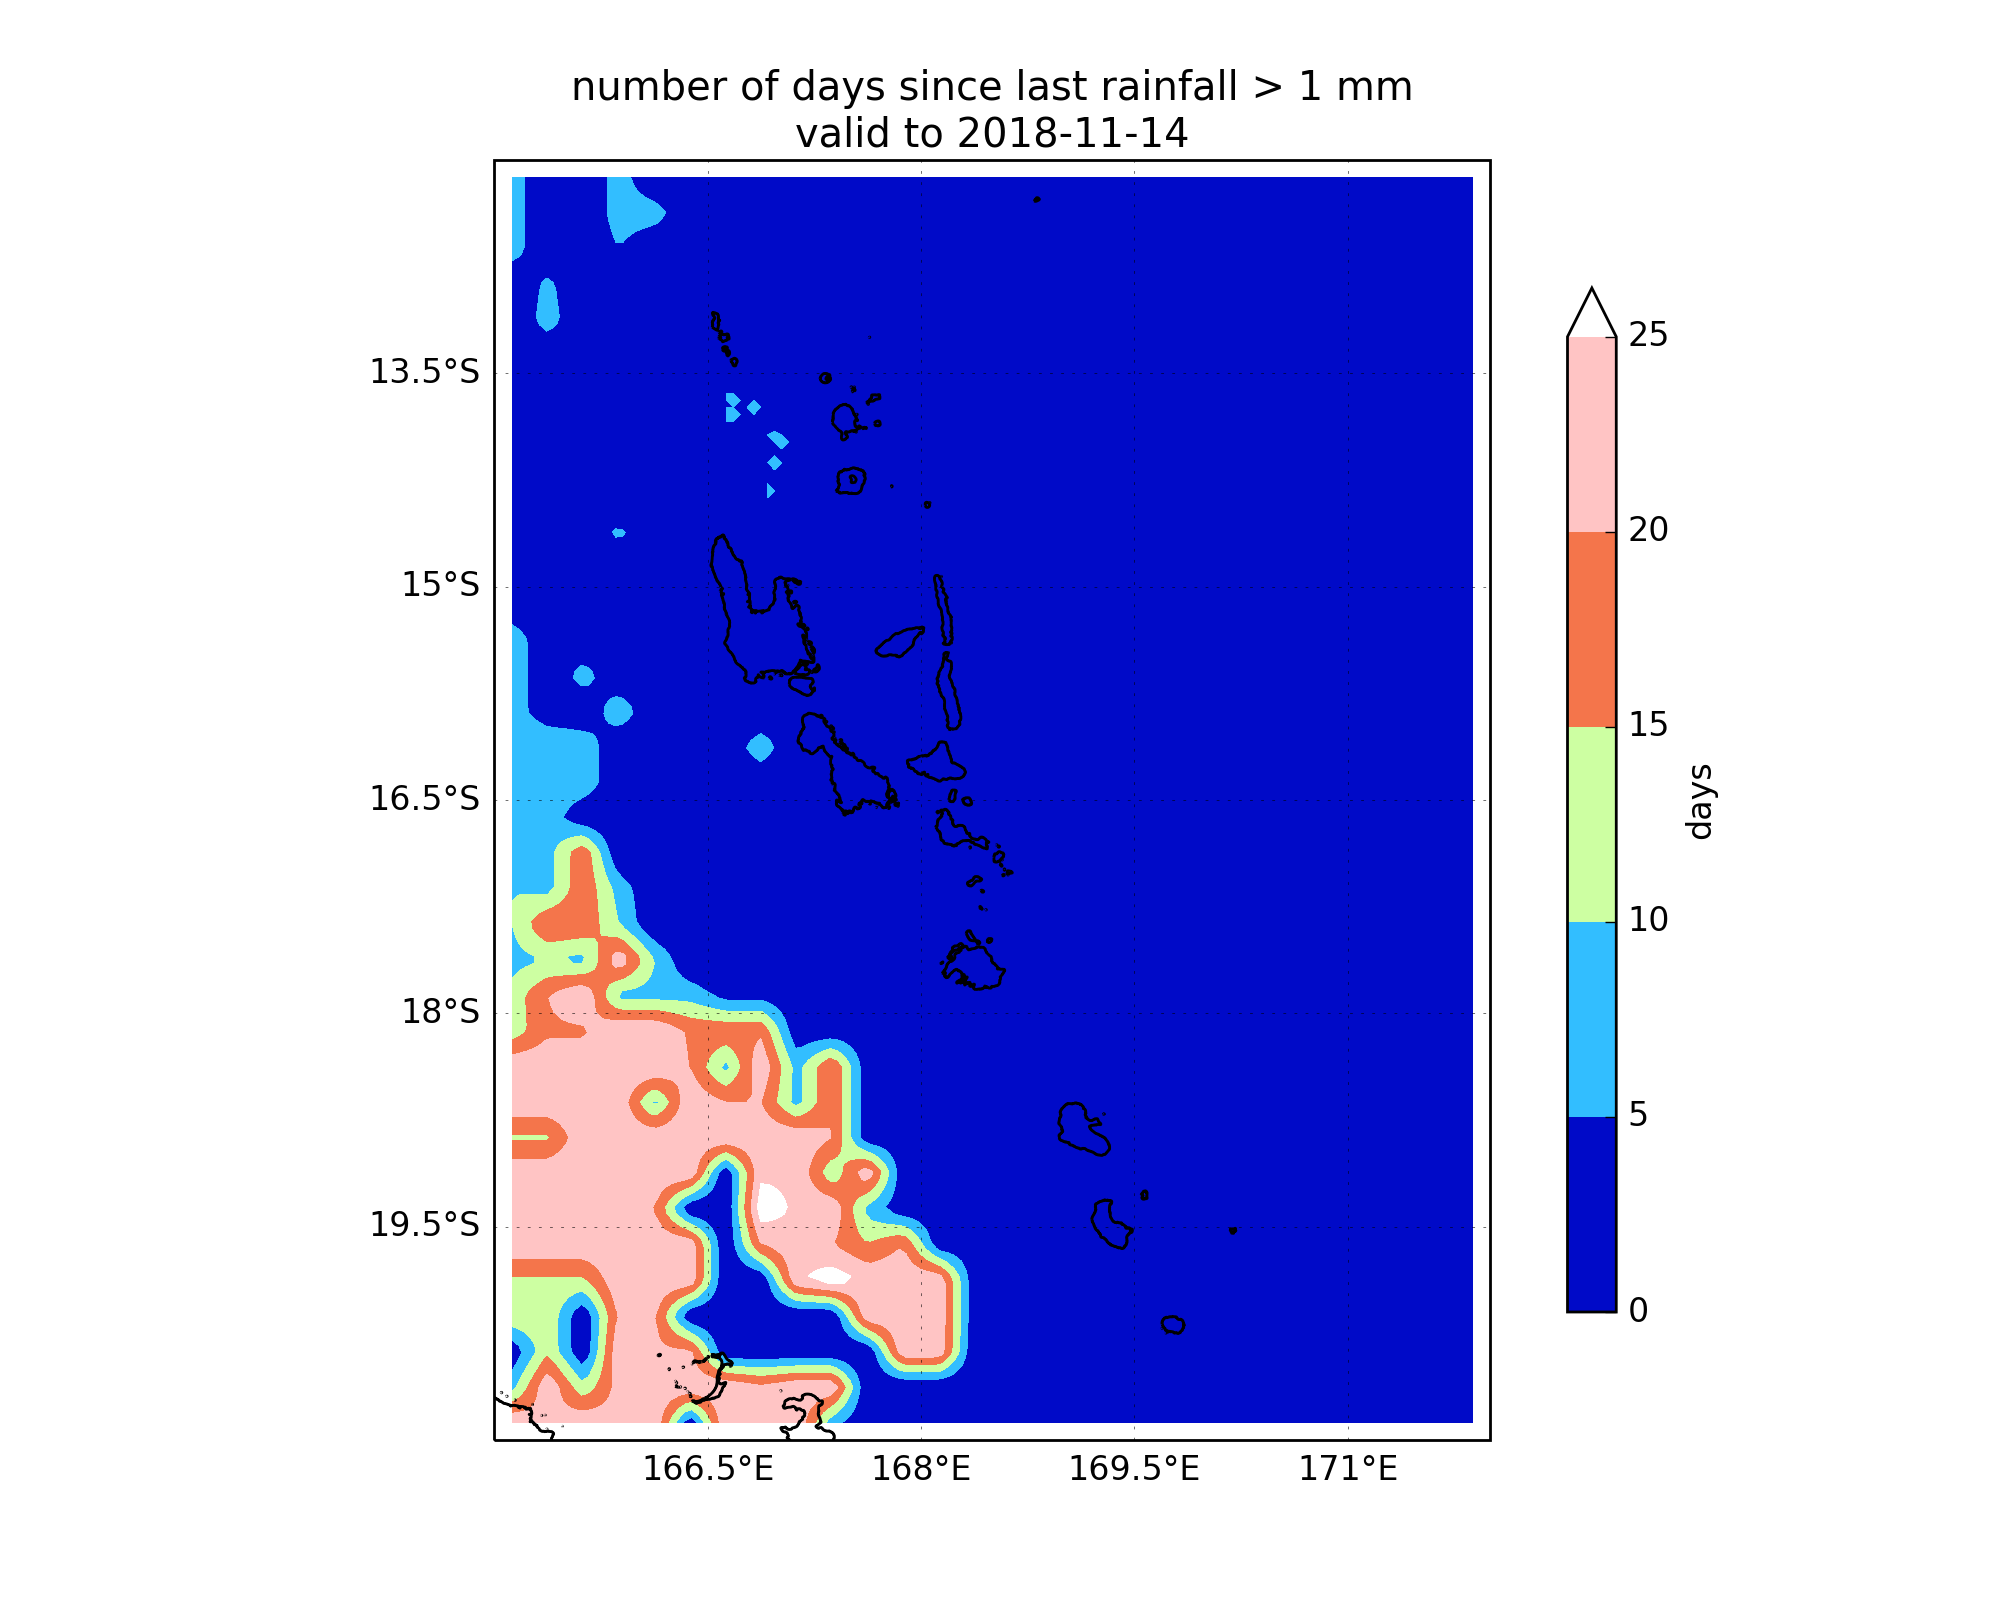 number of days since last rainfall > 1 mm
valid to 2018-11-14
13.5°S
15°S
16.5°S
18°S
19.5°S
166.5°E
168°E
169.5°E
171°E
25
20
15
10
5
0
days